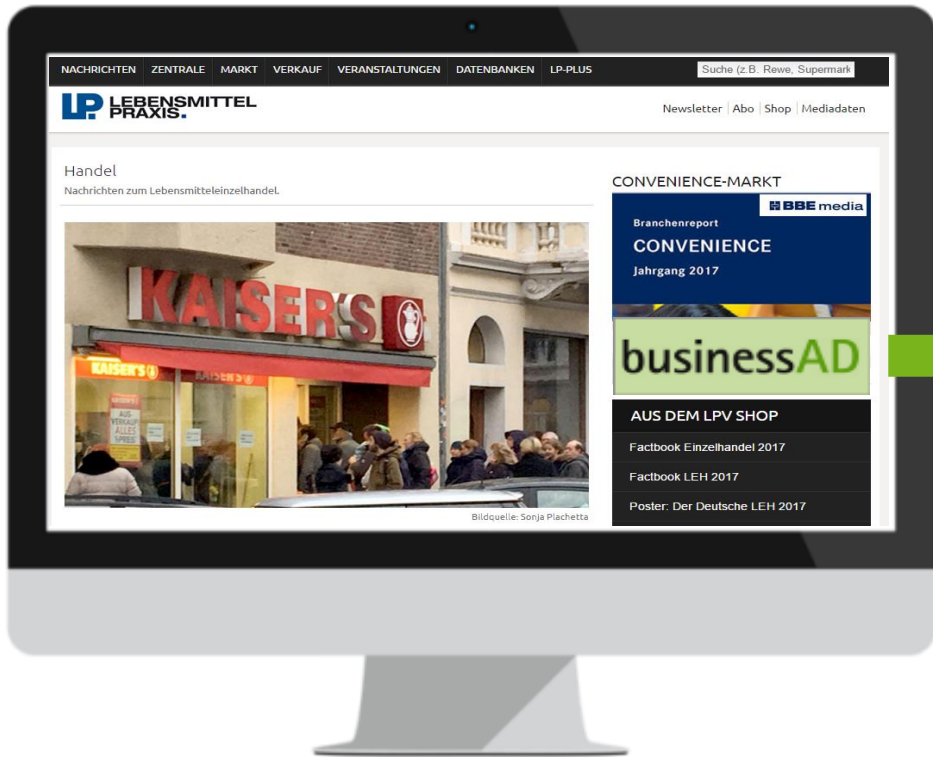 NACHRICHTEN ZENTRALE MARKT VERKAUF VERANSTALTUNGEN DATENBANKEN LP-PLUS Suche (z.B. Rewe, Supermark
LP. LEBENSMITTEL PRAXIS.
Newsletter | Abo | Shop | Mediadaten
Handel
Nachrichten zum Lebensmitteleinzelhandel.
KAISER'S
KAISER'S
KAISER'S
AUS-
VERKAUF
ALLES
Bildquelle: Sonja Plachetta
CONVENIENCE-MARKT
BBE media
Branchenreport
CONVENIENCE
Jahrgang 2017
businessAD
AUS DEM LPV SHOP
Factbook Einzelhandel 2017
Factbook LEH 2017
Poster: Der Deutsche LEH 2017